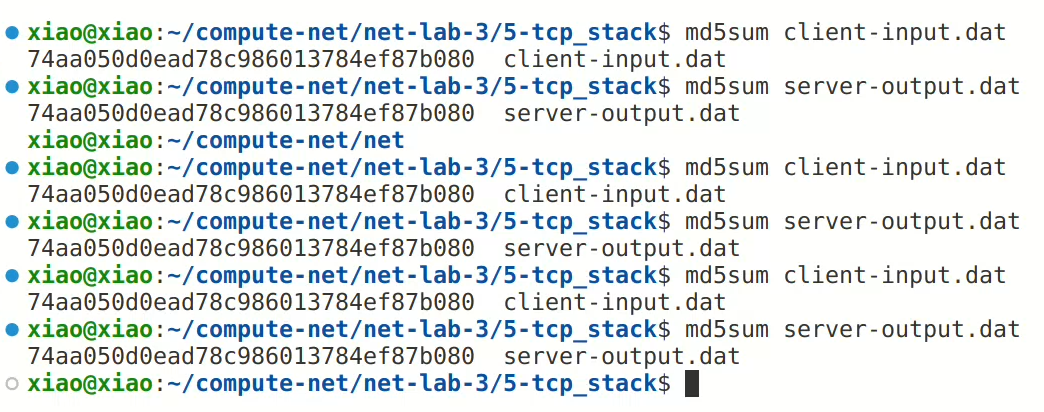 xiao@xiao:~/compute-net/net-lab-3/5-tcp_stack$ md5sum client-input.dat
74aa050d0ead78c986013784ef87b080  client-input.dat
xiao@xiao:~/compute-net/net-lab-3/5-tcp_stack$ md5sum server-output.dat
74aa050d0ead78c986013784ef87b080  server-output.dat
xiao@xiao:~/compute-net/net
xiao@xiao:~/compute-net/net-lab-3/5-tcp_stack$ md5sum client-input.dat
74aa050d0ead78c986013784ef87b080  client-input.dat
xiao@xiao:~/compute-net/net-lab-3/5-tcp_stack$ md5sum server-output.dat
74aa050d0ead78c986013784ef87b080  server-output.dat
xiao@xiao:~/compute-net/net-lab-3/5-tcp_stack$ md5sum client-input.dat
74aa050d0ead78c986013784ef87b080  client-input.dat
xiao@xiao:~/compute-net/net-lab-3/5-tcp_stack$ md5sum server-output.dat
74aa050d0ead78c986013784ef87b080  server-output.dat
xiao@xiao:~/compute-net/net-lab-3/5-tcp_stack$